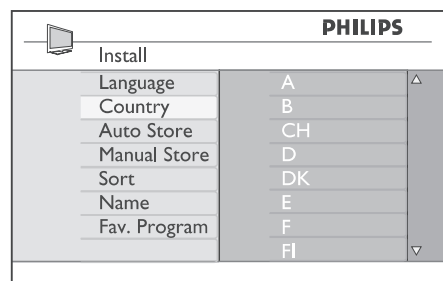 PHILIPS
Install
Language A
Country B
Auto Store CH
Manual Store D
Sort DK
Name E
Fav. Program F
FI